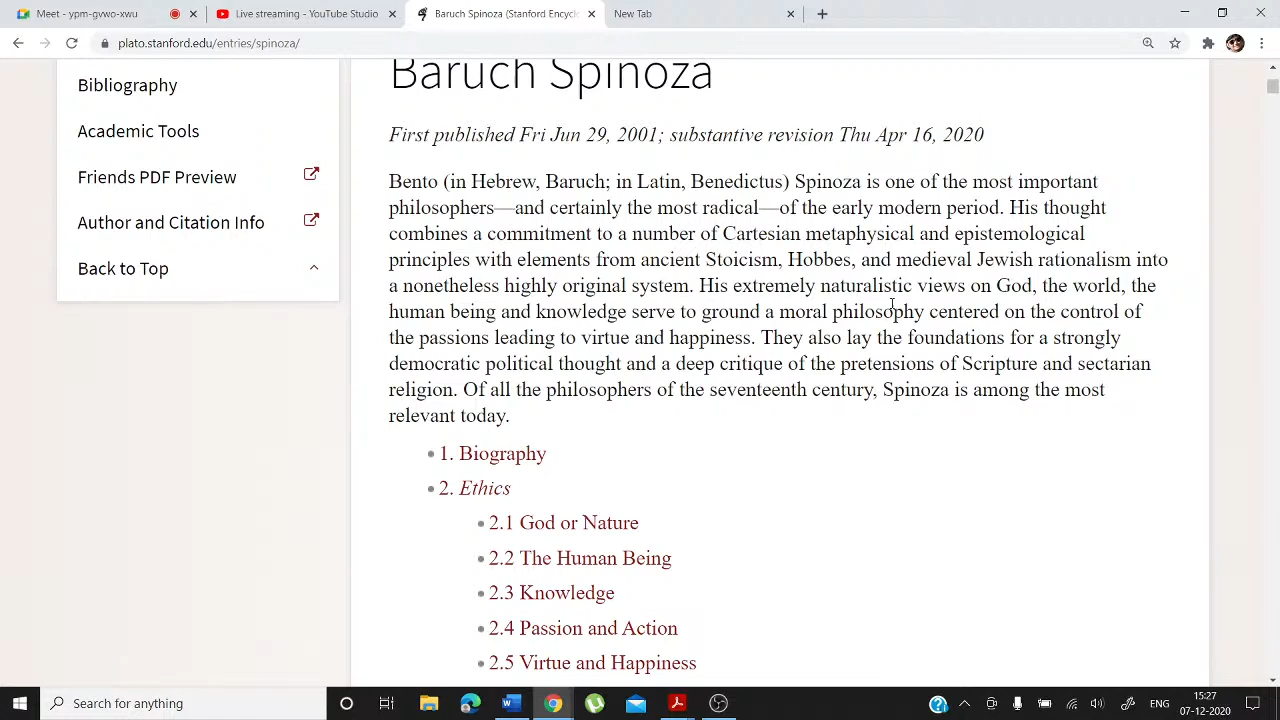 Meet - ypm-gvwo-xwu
Live streaming - YouTube Studio
Baruch Spinoza (Stanford Encycl
New Tab
plato.stanford.edu/entries/spinoza/
Bibliography
Academic Tools
Friends PDF Preview
Author and Citation Info
Back to Top
Baruch Spinoza
First published Fri Jun 29, 2001; substantive revision Thu Apr 16, 2020
Bento (in Hebrew, Baruch; in Latin, Benedictus) Spinoza is one of the most important
philosophers—and certainly the most radical—of the early modern period. His thought
combines a commitment to a number of Cartesian metaphysical and epistemological
principles with elements from ancient Stoicism, Hobbes, and medieval Jewish rationalism into
a nonetheless highly original system. His extremely naturalistic views on God, the world, the
human being and knowledge serve to ground a moral philosophy centered on the control of
the passions leading to virtue and happiness. They also lay the foundations for a strongly
democratic political thought and a deep critique of the pretensions of Scripture and sectarian
religion. Of all the philosophers of the seventeenth century, Spinoza is among the most
relevant today.
1. Biography
2. Ethics
2.1 God or Nature
2.2 The Human Being
2.3 Knowledge
2.4 Passion and Action
2.5 Virtue and Happiness
Search for anything
ENG
15:27
07-12-2020